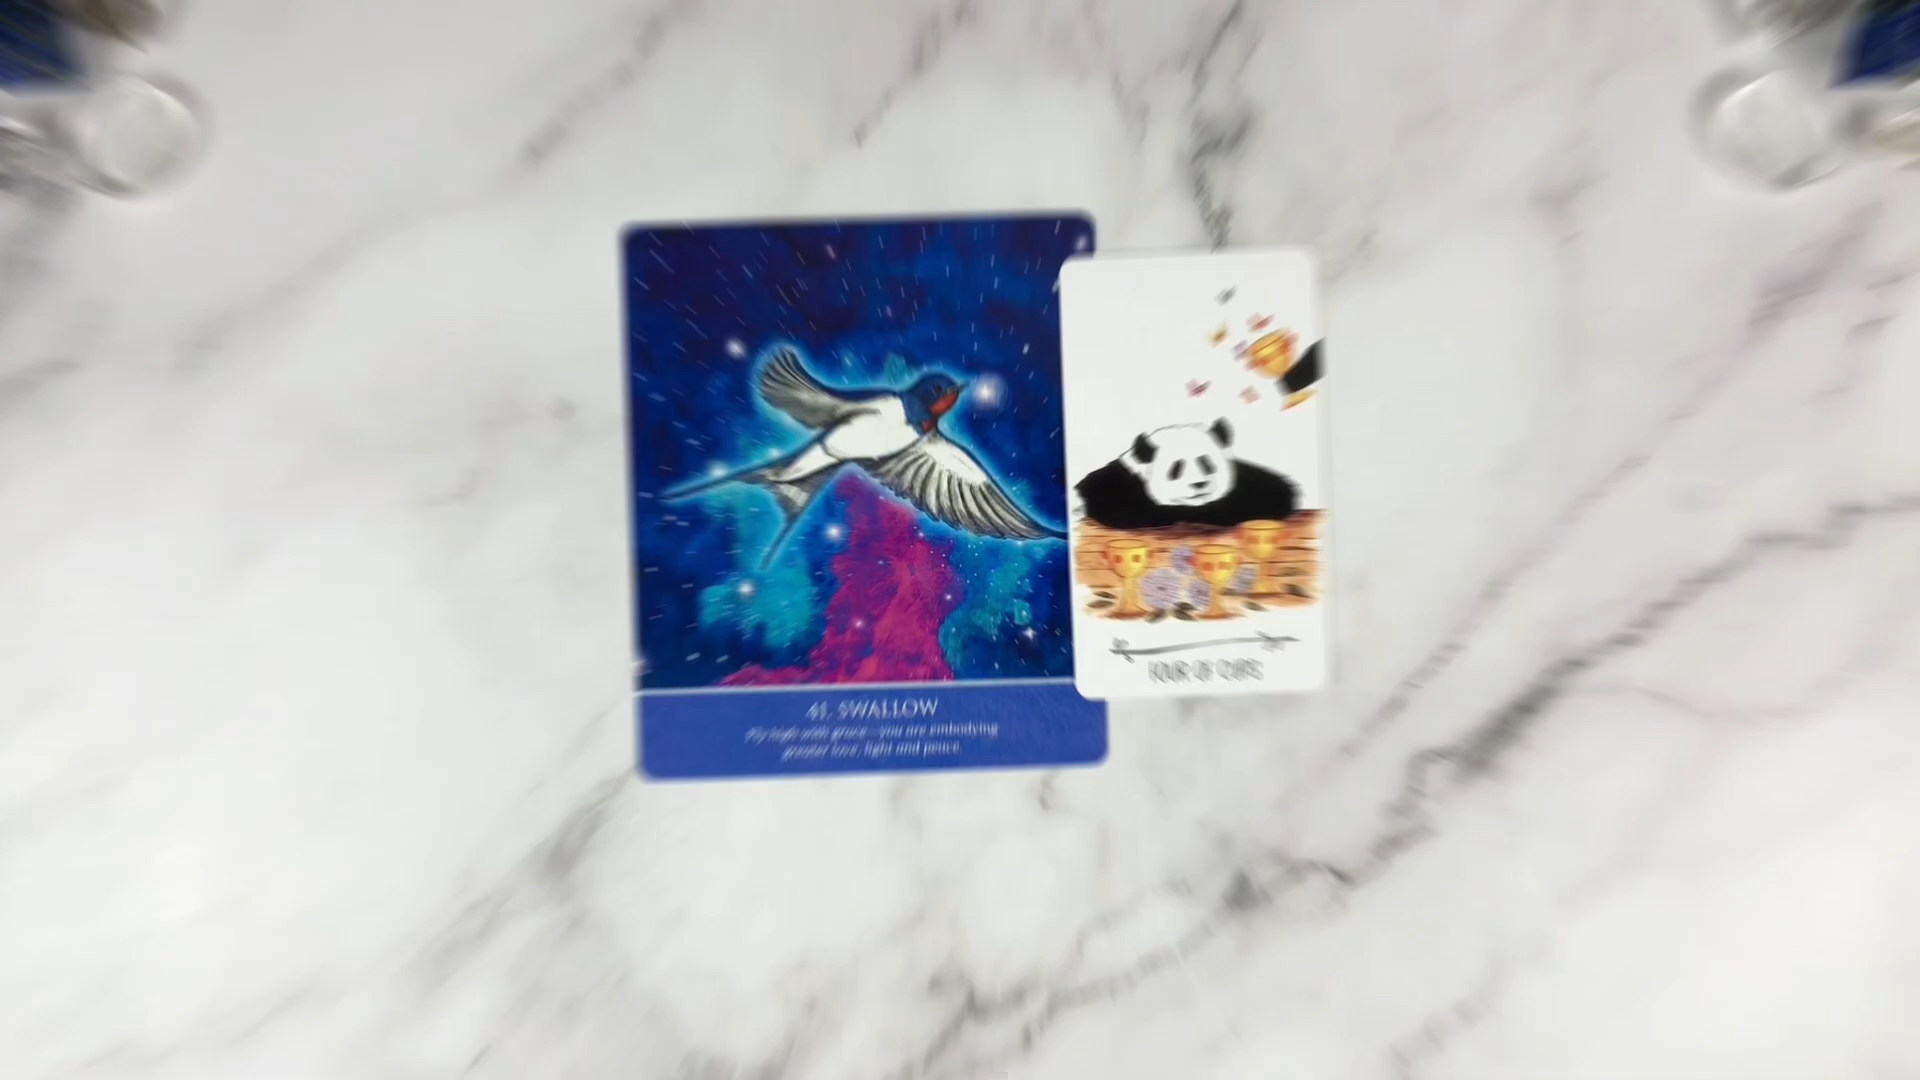 41. SWALLOW
Fly high with grace—you are embodying
greater love, light and peace.
FOUR OF CUPS